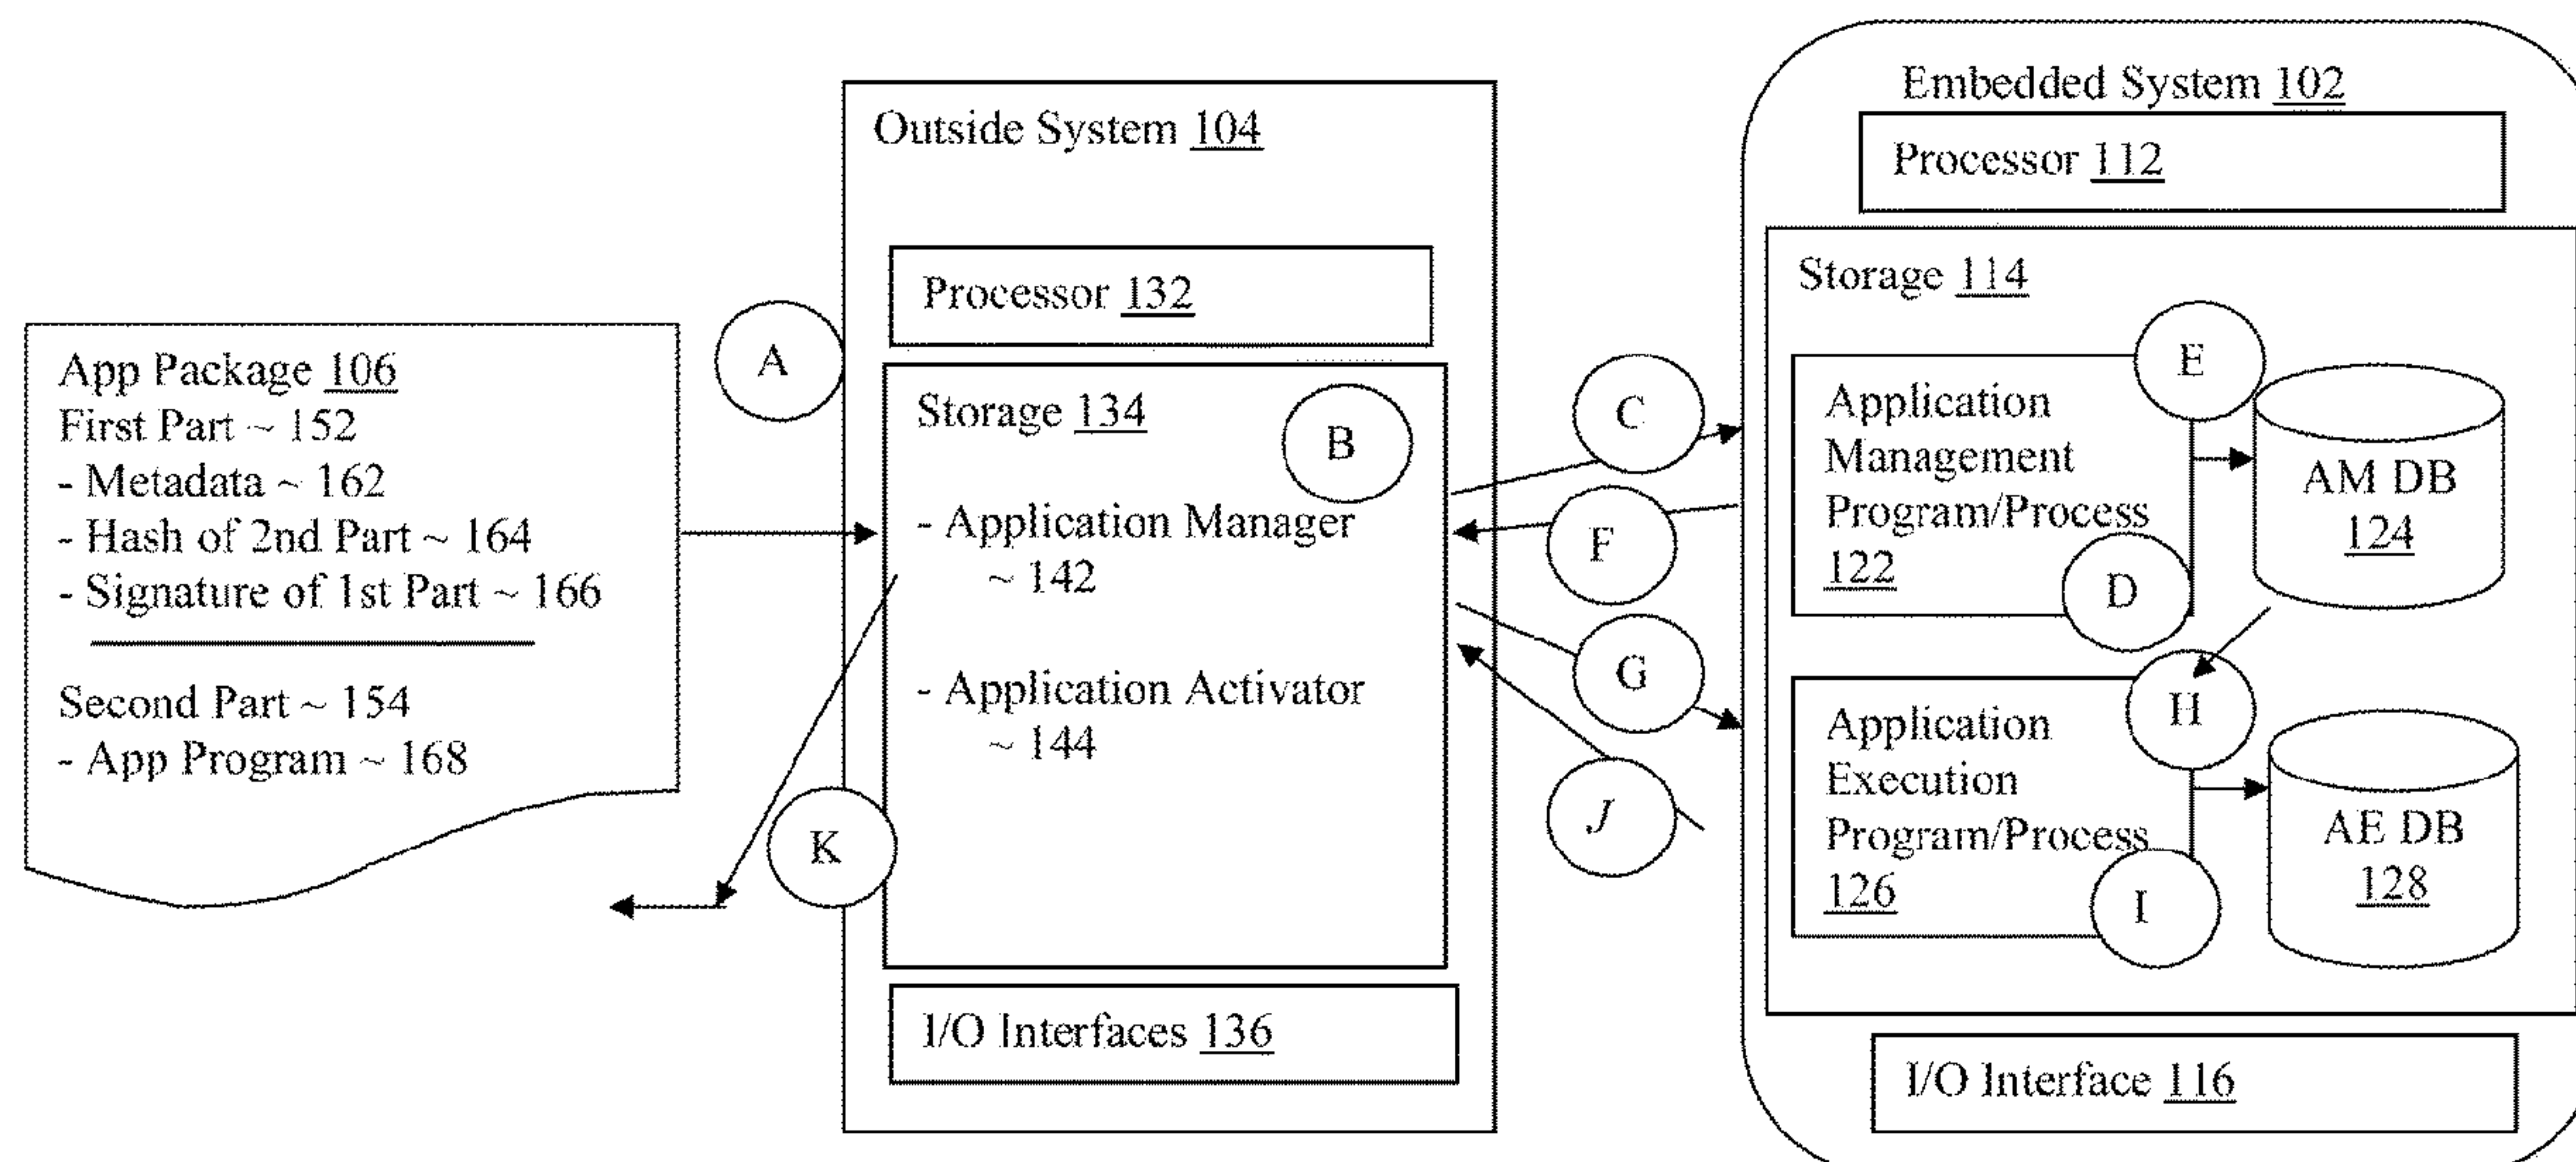 App Package 106
First Part ~ 152
- Metadata ~ 162
- Hash of 2nd Part ~ 164
- Signature of 1st Part ~ 166
Second Part ~ 154
- App Program ~ 168
A
K
Outside System 104
Processor 132
Storage 134
B
- Application Manager
~ 142
- Application Activator
~ 144
I/O Interfaces 136
C
F
G
J
Embedded System 102
Processor 112
Storage 114
E
Application
Management
Program/Process
122
D
AM DB
124
H
Application
Execution
Program/Process
126
I
AE DB
128
I/O Interface 116